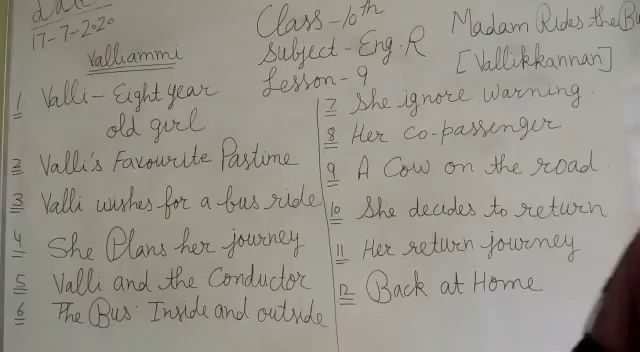 Date
17-7-2020
Class-10th
Subject-Eng.R
Lesson-9
Madam Rides the Bu
[Vallikkannan]
Valliammi
1 Valli-Eight year
old girl
2 Valli's Favourite Pastime
3 Valli wishes for a bus ride
4 She Plans her journey
5 Valli and the Conductor
6 The Bus Inside and outside
7 She ignore warning.
8 Her co-passenger
9 A Cow on the road.
10 She decides to return
11 Her return journey
12 Back at Home